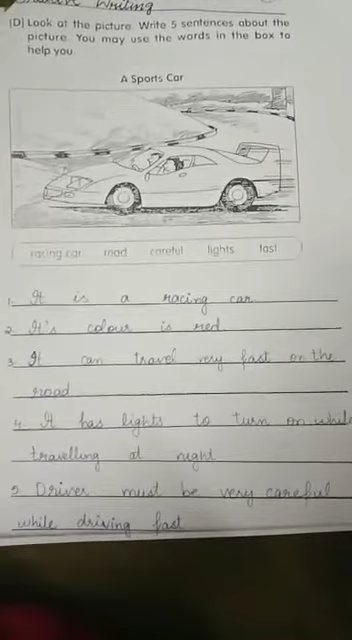 Creative Writing
(D) Look at the picture. Write 5 sentences about the
picture. You may use the words in the box to
help you.
A Sports Car
racing car road careful lights fast
1. It is a racing car.
2. It's colour is red.
3. It can travel very fast on the
road
4. It has lights to turn on while
travelling at night
5. Driver must be very careful
while driving fast